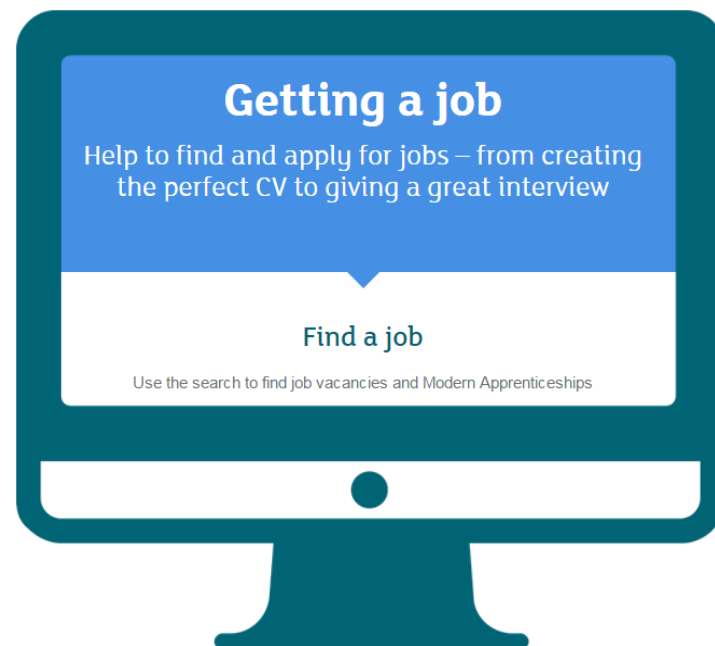 Getting a job
Help to find and apply for jobs – from creating
the perfect CV to giving a great interview
Find a job
Use the search to find job vacancies and Modern Apprenticeships